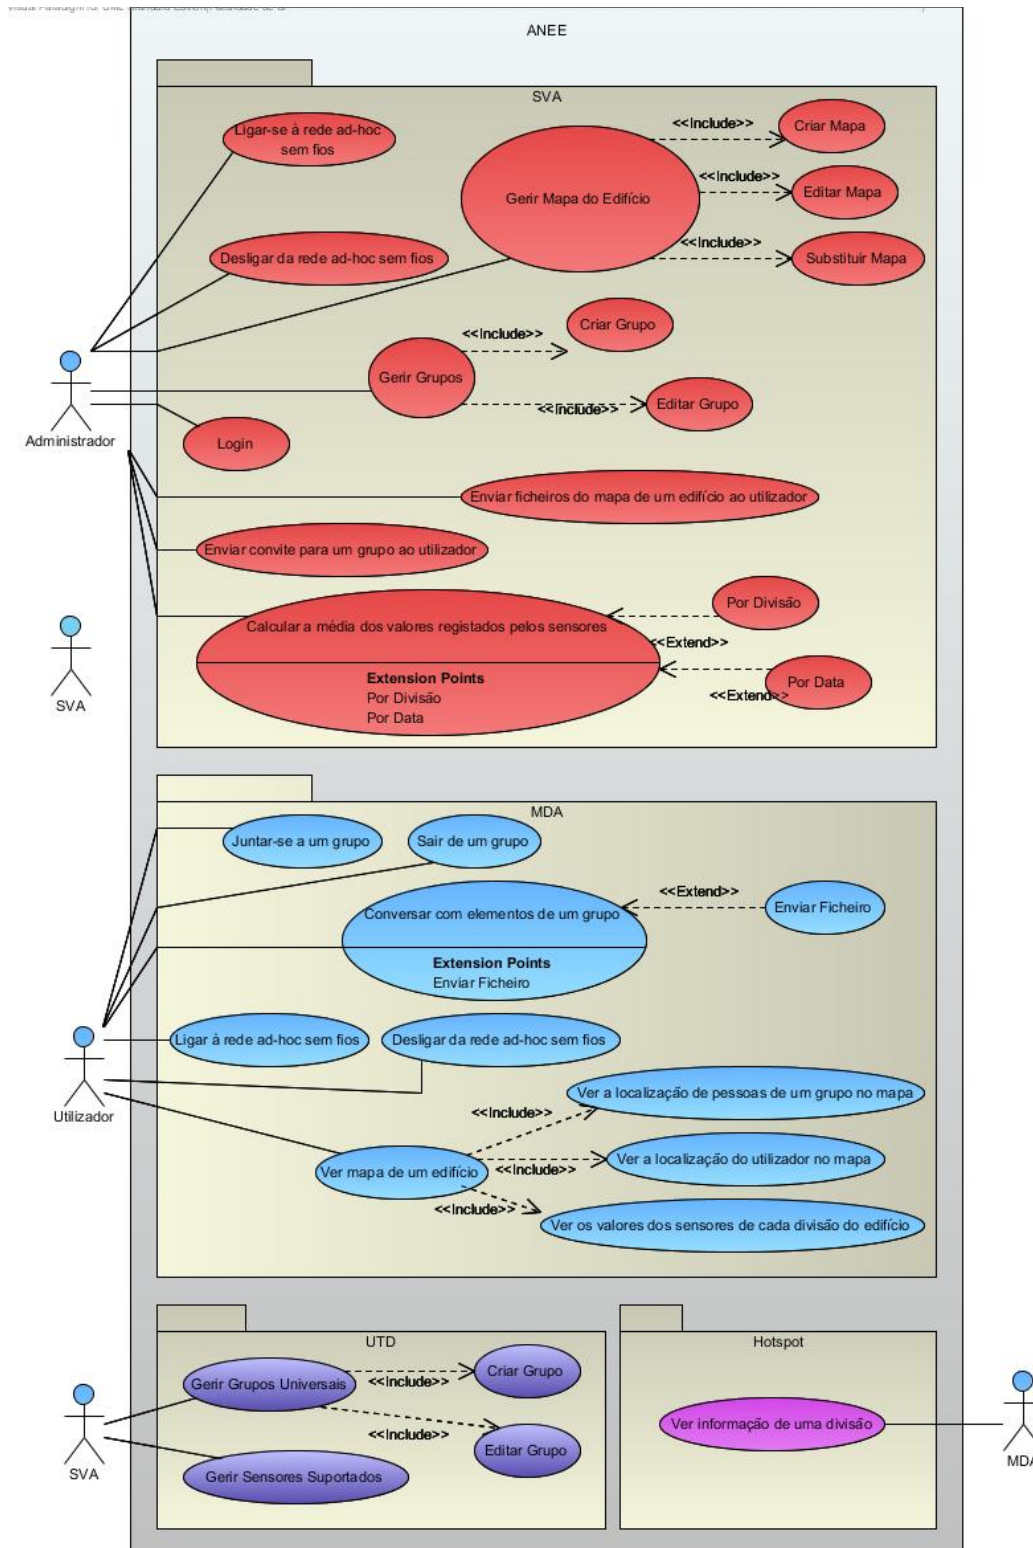 ANEE
SVA
Ligar-se à rede ad-hoc
sem fios
Gerir Mapa do Edifício
<<Include>>
Criar Mapa
<<Include>>
Editar Mapa
<<Include>>
Substituir Mapa
Desligar da rede ad-hoc sem fios
<<Include>>
Criar Grupo
Gerir Grupos
<<Include>>
Editar Grupo
Administrador
Login
Enviar ficheiros do mapa de um edifício ao utilizador
Enviar convite para um grupo ao utilizador
Por Divisão
Calcular a média dos valores registados pelos sensores
<<Extend>>
Extension Points
Por Divisão
Por Data
Por Data
<<Extend>>
SVA
MDA
Juntar-se a um grupo
Sair de um grupo
Conversar com elementos de um grupo
<<Extend>>
Enviar Ficheiro
Extension Points
Enviar Ficheiro
Ligar à rede ad-hoc sem fios
Desligar da rede ad-hoc sem fios
Utilizador
Ver a localização de pessoas de um grupo no mapa
<<Include>>
Ver mapa de um edifício
<<Include>>
Ver a localização do utilizador no mapa
<<Include>>
Ver os valores dos sensores de cada divisão do edifício
UTD
Gerir Grupos Universais
<<Include>>
Criar Grupo
<<Include>>
Editar Grupo
Gerir Sensores Suportados
SVA
Hotspot
Ver informação de uma divisão
MDA